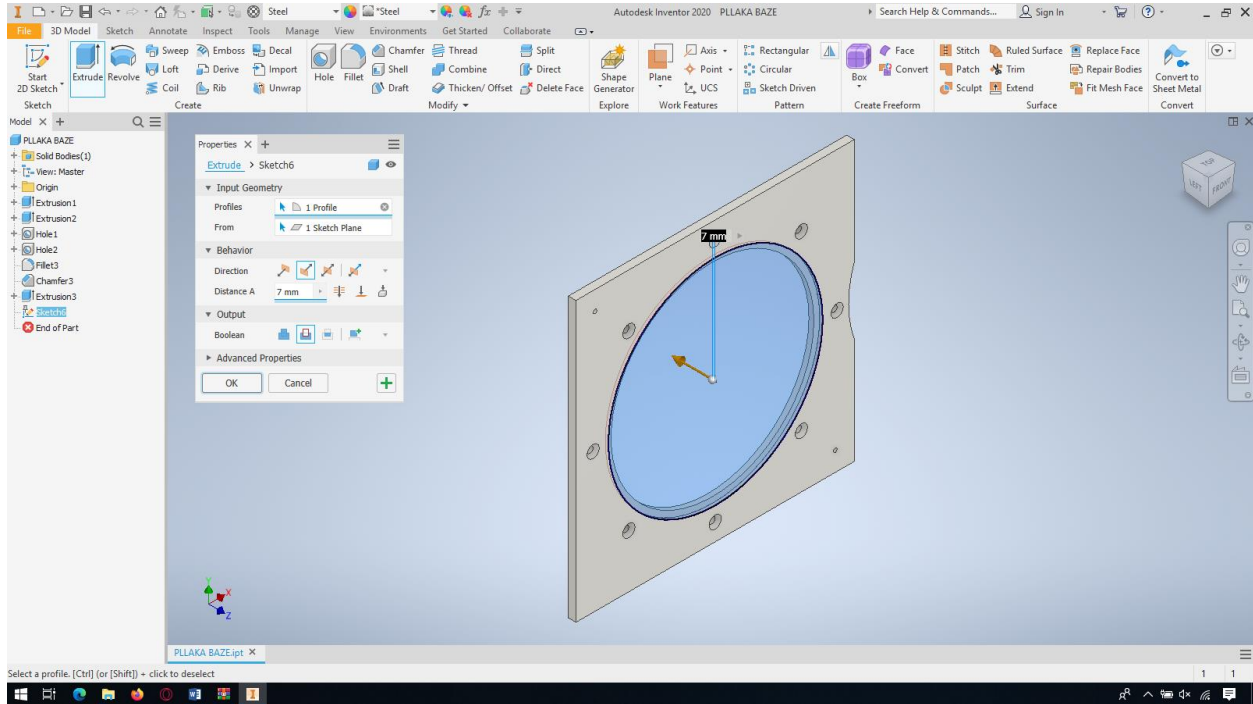 Steel *Steel fx Autodesk Inventor 2020 PLLAKA BAZE Search Help & Commands... Sign In
File 3D Model Sketch Annotate Inspect Tools Manage View Environments Get Started Collaborate
Sweep Emboss Decal Chamfer Thread Split Axis Rectangular Face Stitch Ruled Surface Replace Face
Start 2D Sketch Extrude Revolve Loft Derive Import Hole Fillet Shell Combine Direct Shape Generator Plane Point Circular Box Convert Patch Trim Repair Bodies Convert to Sheet Metal
Coil Rib Unwrap Draft Thicken/ Offset Delete Face UCS Sketch Driven Sculpt Extend Fit Mesh Face
Sketch Create Modify Explore Work Features Pattern Create Freeform Surface Convert
Model
PLLAKA BAZE
Solid Bodies(1)
View: Master
Origin
Extrusion1
Extrusion2
Hole1
Hole2
Fillet3
Chamfer3
Extrusion3
Sketch6
End of Part
Properties
Extrude > Sketch6
Input Geometry
Profiles 1 Profile
From 1 Sketch Plane
Behavior
Direction
Distance A 7 mm
Output
Boolean
Advanced Properties
OK Cancel
7 mm
TOP
LEFT FRONT
Y
X
Z
PLLAKA BAZE.ipt
Select a profile. [Ctrl] (or [Shift]) + click to deselect 1 1